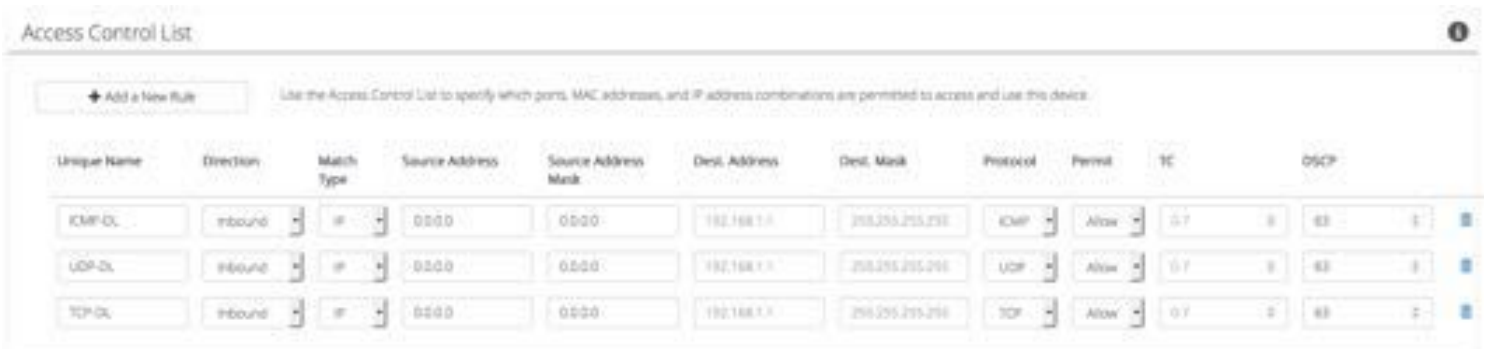 Access Control List
+ Add a New Rule
Use the Access Control List to specify which ports, MAC addresses, and IP address combinations are permitted to access and use this device.
Unique Name Direction Match Type Source Address Source Address Mask Dest. Address Dest. Mask Protocol Permit TC DSCP
ICMP-DL Inbound IP 0.0.0.0 0.0.0.0 192.168.1.1 255.255.255.255 ICMP Allow 0-7 63
UDP-DL Inbound IP 0.0.0.0 0.0.0.0 192.168.1.1 255.255.255.255 UDP Allow 0-7 63
TCP-DL Inbound IP 0.0.0.0 0.0.0.0 192.168.1.1 255.255.255.255 TCP Allow 0-7 63